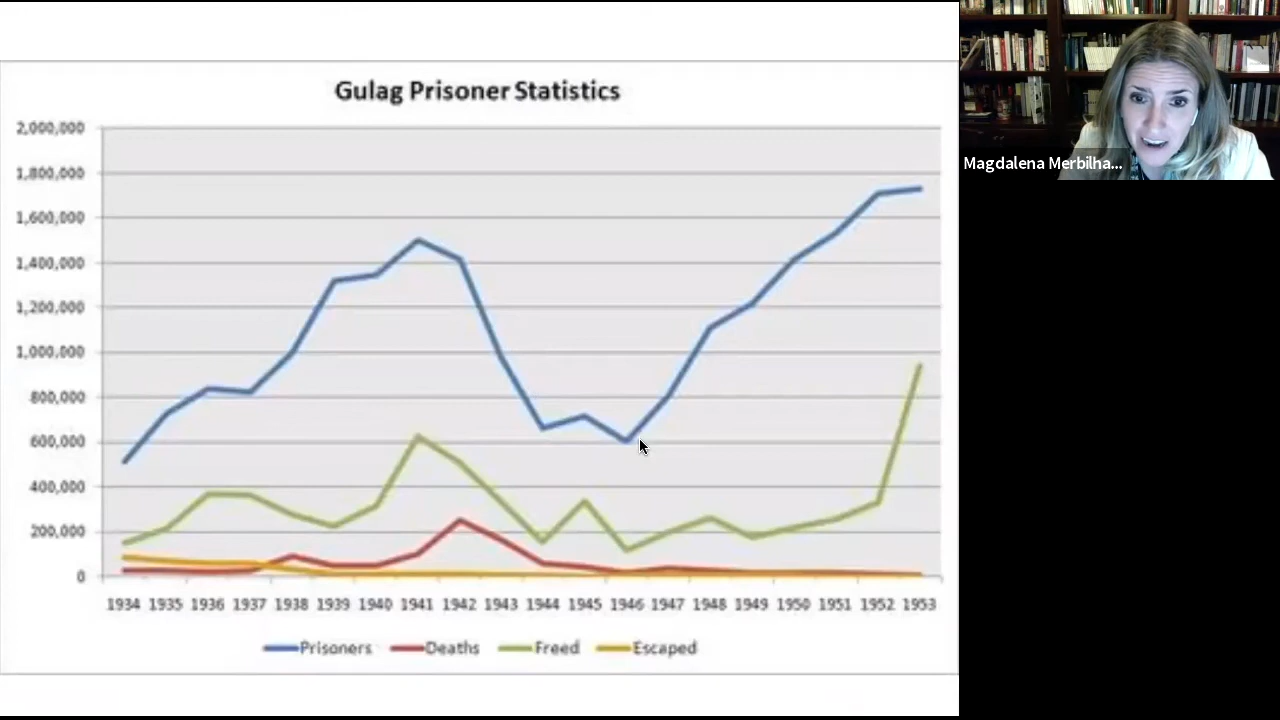 Gulag Prisoner Statistics
2,000,000
1,800,000
1,600,000
1,400,000
1,200,000
1,000,000
800,000
600,000
400,000
200,000
0
1934 1935 1936 1937 1938 1939 1940 1941 1942 1943 1944 1945 1946 1947 1948 1949 1950 1951 1952 1953
Prisoners Deaths Freed Escaped
Magdalena Merbilha...